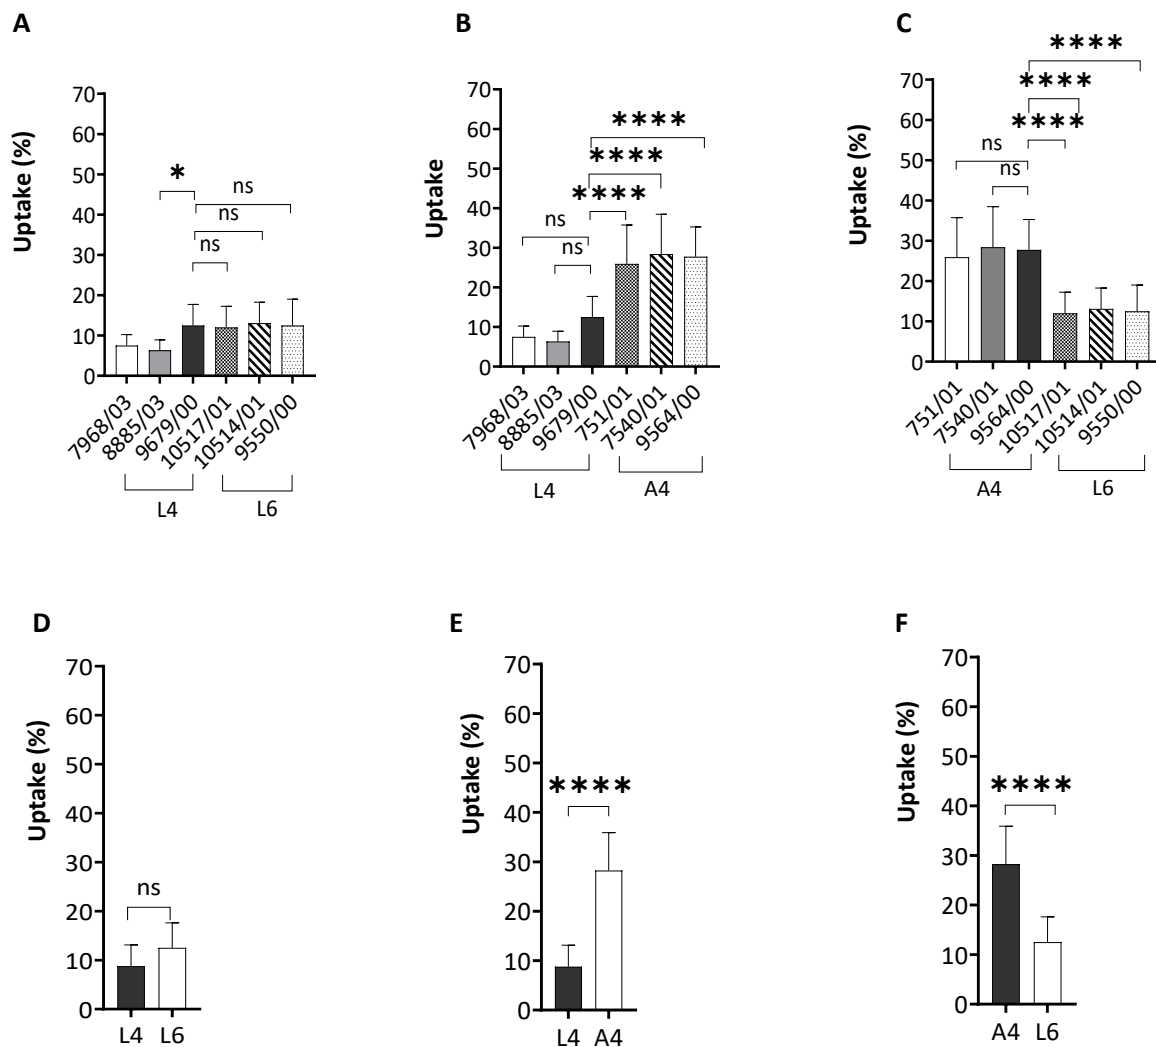 A
Uptake (%)
70
60
50
40
30
20
10
0
*
ns
ns
ns
7968/03
8885/03
9679/00
10517/01
10514/01
9550/00
L4
L6
B
Uptake
70
60
50
40
30
20
10
0
****
****
****
ns
ns
7968/03
8885/03
9679/00
751/01
7540/01
9564/00
L4
A4
C
Uptake (%)
70
60
50
40
30
20
10
0
****
****
****
ns
ns
751/01
7540/01
9564/00
10517/01
10514/01
9550/00
A4
L6
D
Uptake (%)
70
60
50
40
30
20
10
0
ns
L4 L6
E
Uptake (%)
70
60
50
40
30
20
10
0
****
L4 A4
F
Uptake (%)
70
60
50
40
30
20
10
0
****
A4 L6